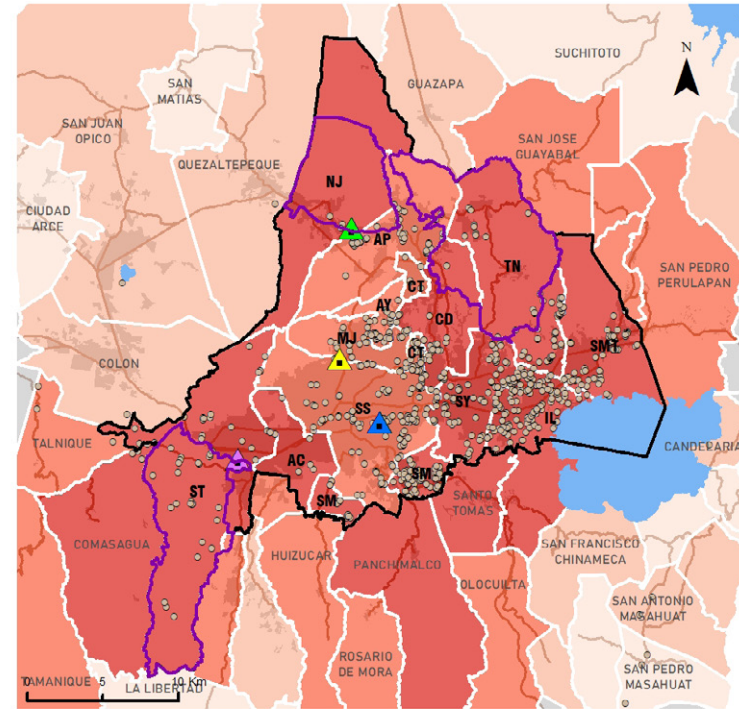 SUCHITOTO
N
GUAZAPA
SAN
MATIAS
SAN JUAN
OPICO
SAN JOSE
GUAYABAL
QUEZALTEPEQUE
NJ
CIUDAD
ARCE
AP
TN
SAN PEDRO
PERULAPAN
CT
AY
CD
MJ
SMT
CT
COLON
SY
SS
IL
TALNIQUE
CANDELARIA
AC
ST
SM
SM
SANTO
TOMAS
COMASAGUA
HUIZUCAR
PANCHIMALCO
SAN FRANCISCO
CHINAMECA
OLOCUILTA
SAN ANTONIO
MASAHUAT
ROSARIO
DE MORA
SAN PEDRO
MASAHUAT
TAMANIQUE
LA LIBERTAD
0 5 10 Km